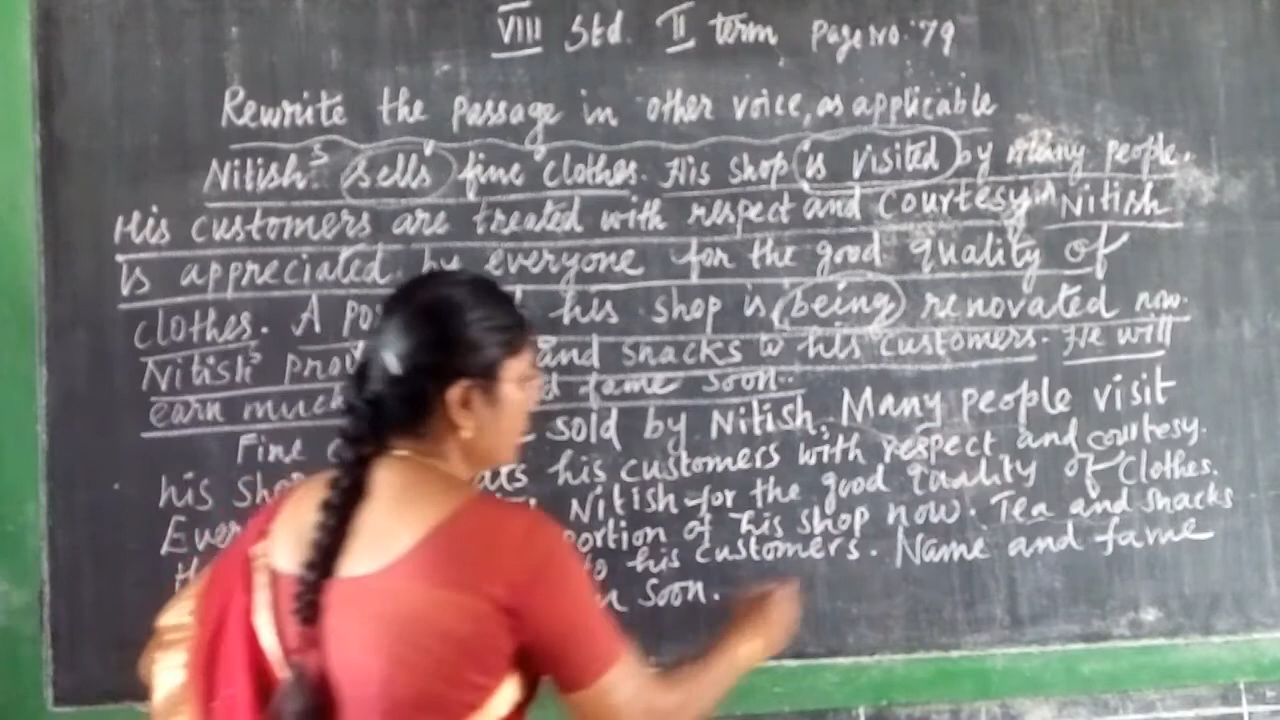 VIII Std. II term Page No. 79
Rewrite the passage in other voice, as applicable
Nitish sells fine clothes. His shop is visited by many people.
His customers are treated with respect and courtesy. Nitish
is appreciated by everyone for the good quality of
clothes. A his shop is being renovated now.
Nitish and snacks to his customers. He will
earn much fame soon.
Fine sold by Nitish. Many people visit
his his customers with respect and courtesy.
Nitish for the good quality of clothes.
portion of his shop now. Tea and snacks
to his customers. Name and fame
soon.